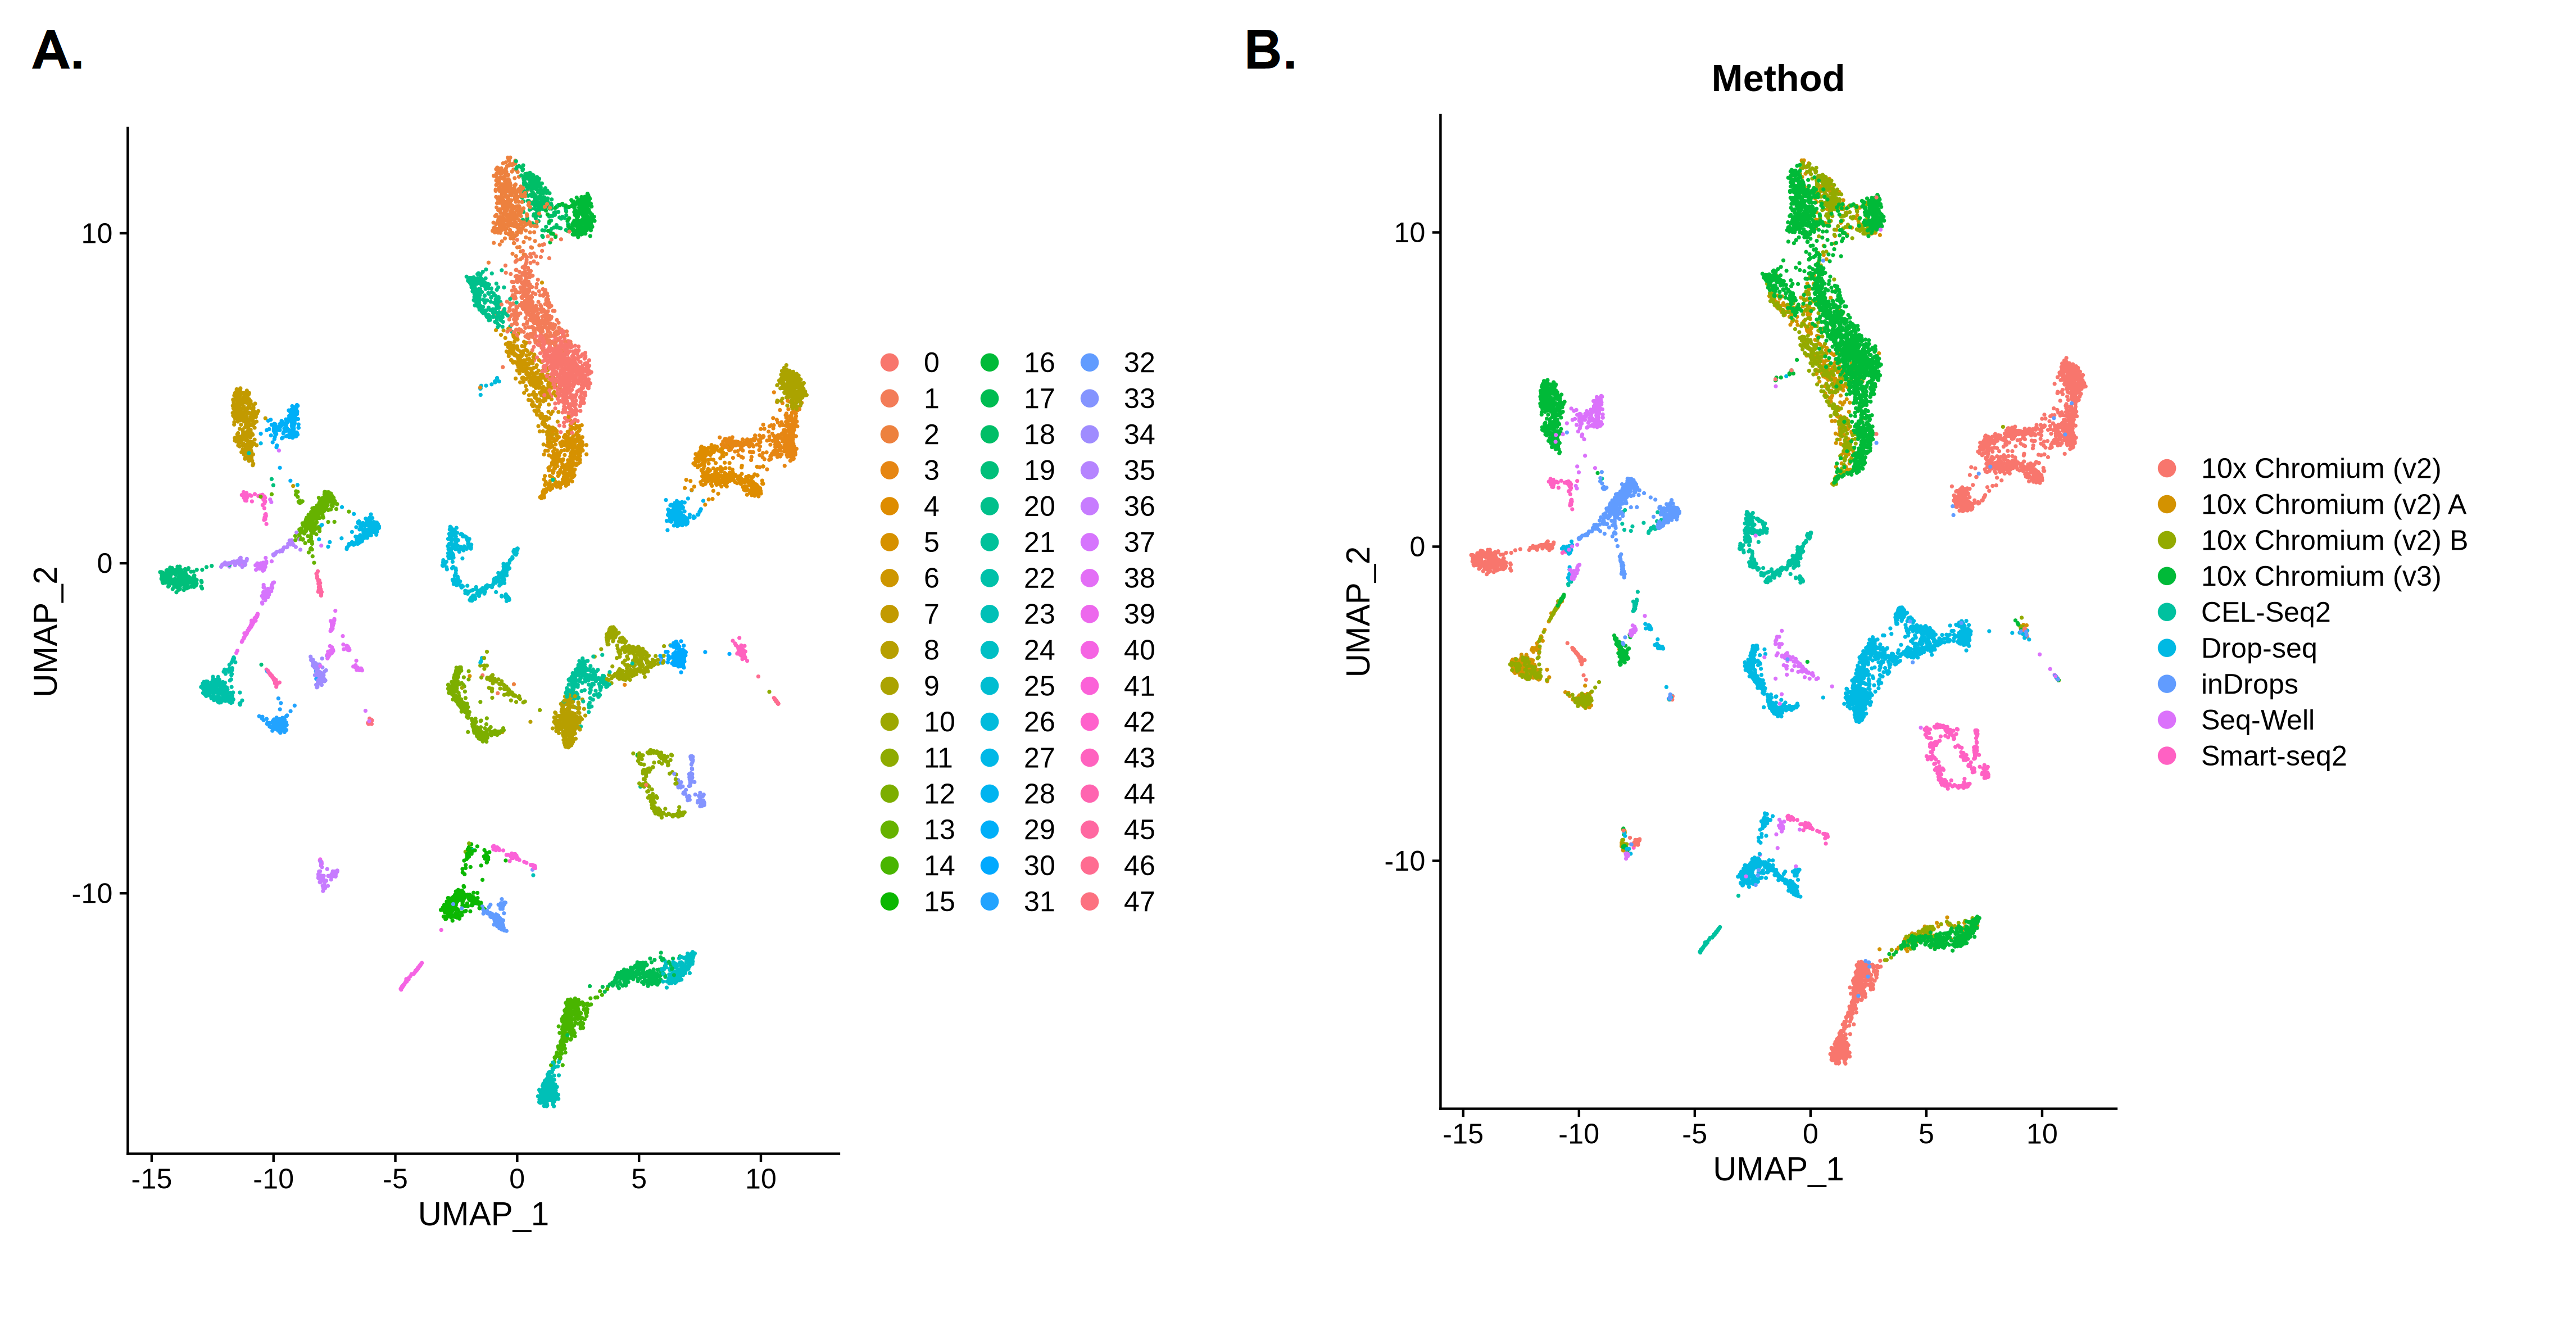 A.
10
0
-10
UMAP_2
-15 -10 -5 0 5 10
UMAP_1
0 16 32
1 17 33
2 18 34
3 19 35
4 20 36
5 21 37
6 22 38
7 23 39
8 24 40
9 25 41
10 26 42
11 27 43
12 28 44
13 29 45
14 30 46
15 31 47
B.
Method
10
0
-10
UMAP_2
-15 -10 -5 0 5 10
UMAP_1
10x Chromium (v2)
10x Chromium (v2) A
10x Chromium (v2) B
10x Chromium (v3)
CEL-Seq2
Drop-seq
inDrops
Seq-Well
Smart-seq2